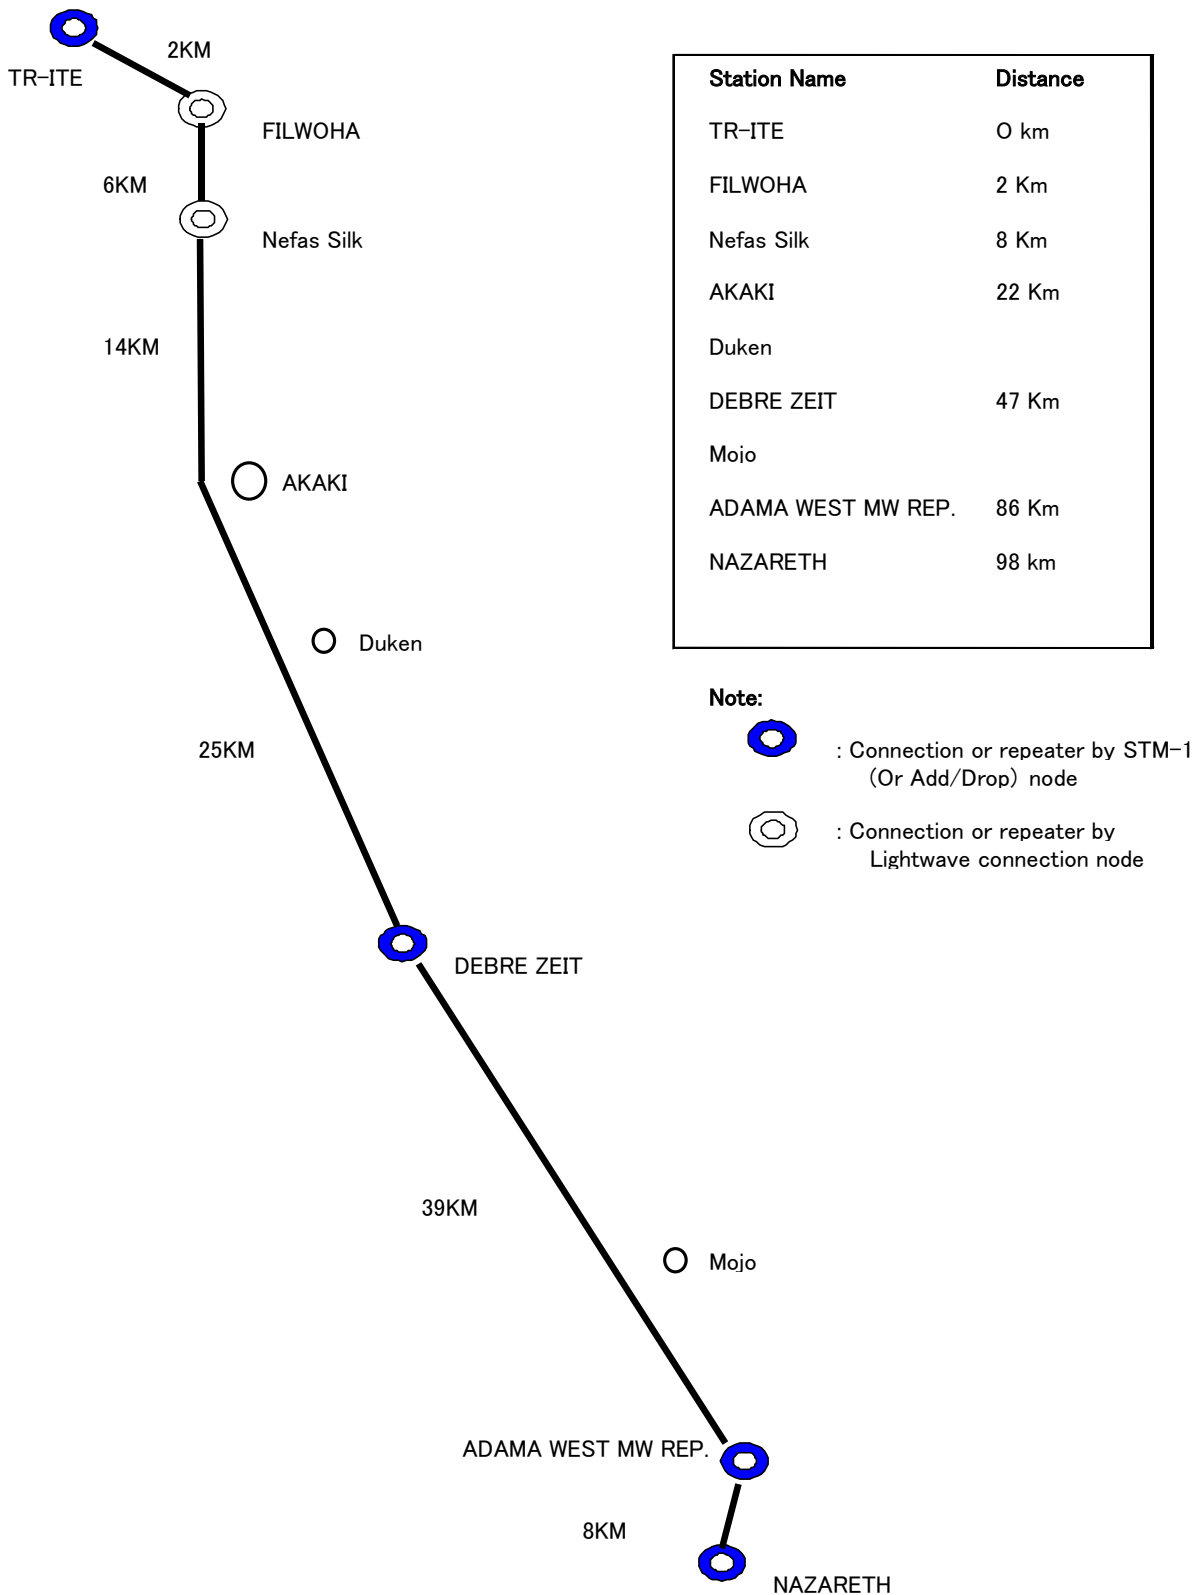 TR-ITE
2KM
FILWOHA
6KM
Nefas Silk
14KM
AKAKI
Duken
25KM
DEBRE ZEIT
39KM
Mojo
ADAMA WEST MW REP.
8KM
NAZARETH
Station Name Distance
TR-ITE O km
FILWOHA 2 Km
Nefas Silk 8 Km
AKAKI 22 Km
Duken
DEBRE ZEIT 47 Km
Mojo
ADAMA WEST MW REP. 86 Km
NAZARETH 98 km
Note:
: Connection or repeater by STM-1
(Or Add/Drop) node
: Connection or repeater by
Lightwave connection node